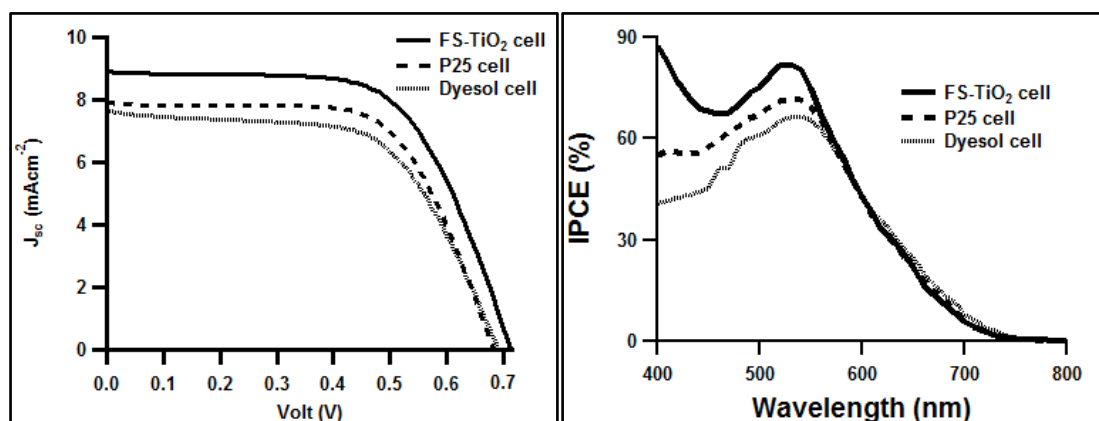 10
8
6
4
2
0
J_sc (mAcm⁻²)
FS-TiO₂ cell
P25 cell
Dyesol cell
0.0 0.1 0.2 0.3 0.4 0.5 0.6 0.7
Volt (V)
90
60
30
0
IPCE (%)
FS-TiO₂ cell
P25 cell
Dyesol cell
400 500 600 700 800
Wavelength (nm)